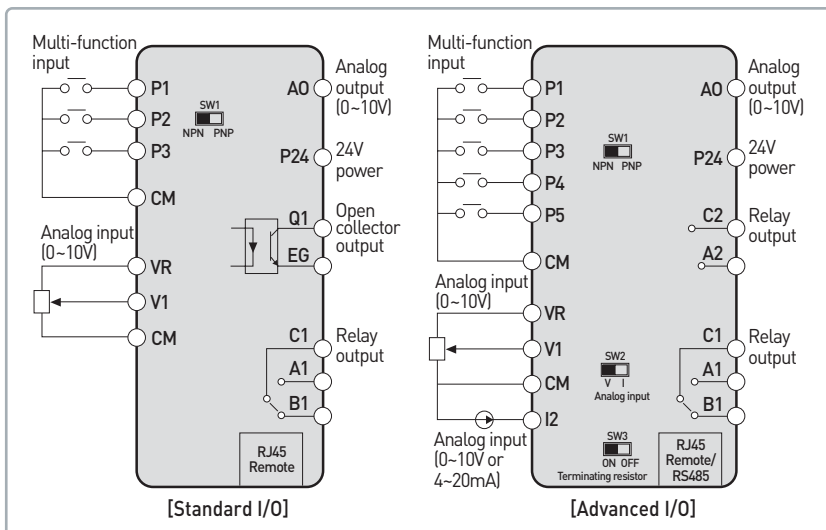 Multi-function
input
P1
P2
P3
CM
SW1
NPN PNP
Analog input
(0~10V)
VR
V1
CM
AO
Analog
output
(0~10V)
P24
24V
power
Q1
EG
Open
collector
output
C1
A1
B1
Relay
output
RJ45
Remote
[Standard I/O]
Multi-function
input
P1
P2
P3
P4
P5
CM
SW1
NPN PNP
Analog input
(0~10V)
VR
V1
CM
I2
Analog input
(0~10V or
4~20mA)
SW2
V I
Analog input
SW3
ON OFF
Terminating resistor
AO
Analog
output
(0~10V)
P24
24V
power
C2
A2
Relay
output
C1
A1
B1
Relay
output
RJ45
Remote/
RS485
[Advanced I/O]